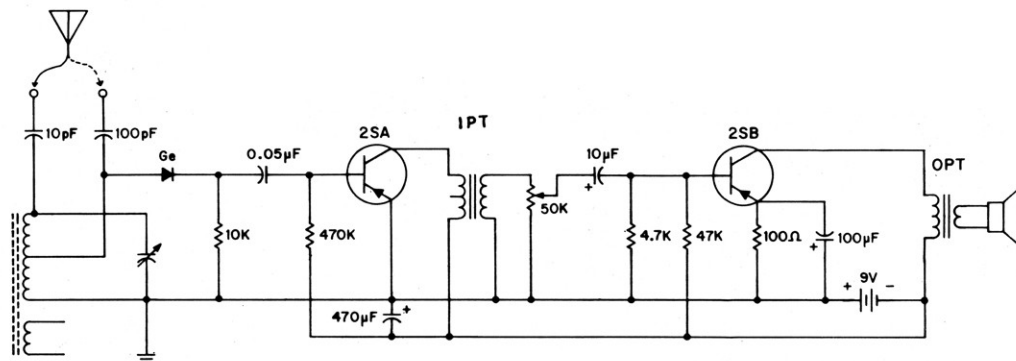 10pF
100pF
Ge
0.05µF
2SA
IPT
10µF
+
2SB
OPT
50K
10K
470K
4.7K
47K
100Ω
100µF
+
470µF
+
+ 9V -